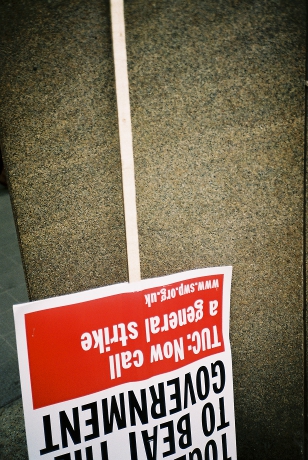 TO BEAT THE
GOVERNMENT
TUC: Now call
a general strike
www.swp.org.uk